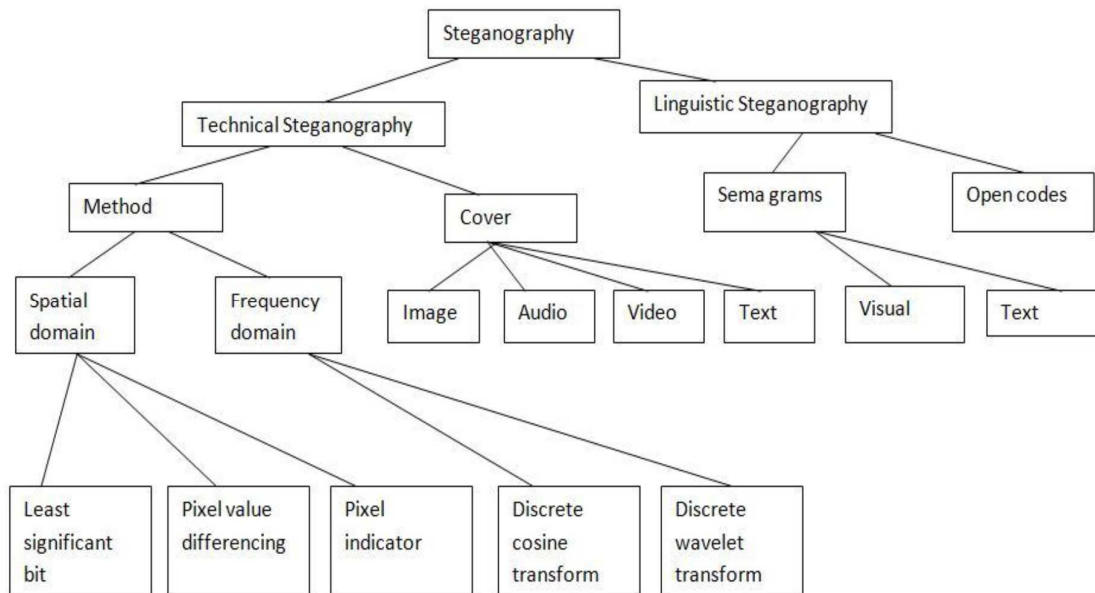 Steganography
Technical Steganography
Linguistic Steganography
Method
Cover
Sema grams
Open codes
Spatial
domain
Frequency
domain
Image
Audio
Video
Text
Visual
Text
Least
significant
bit
Pixel value
differencing
Pixel
indicator
Discrete
cosine
transform
Discrete
wavelet
transform